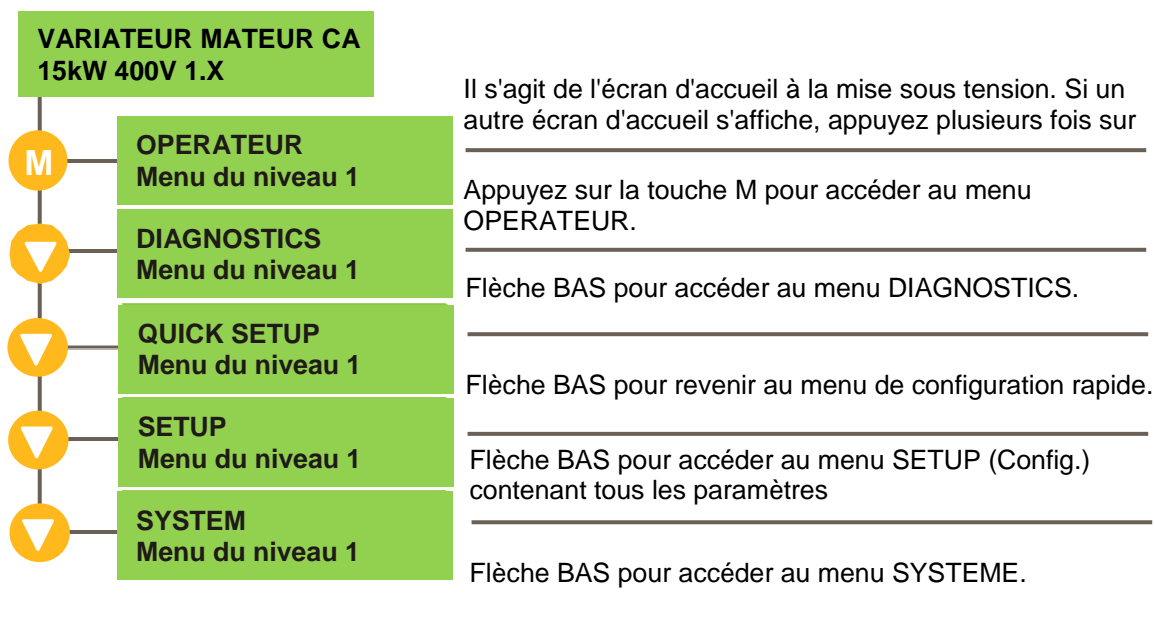 VARIATEUR MATEUR CA
15kW 400V 1.X
Il s'agit de l'écran d'accueil à la mise sous tension. Si un
autre écran d'accueil s'affiche, appuyez plusieurs fois sur
M
OPERATEUR
Menu du niveau 1
Appuyez sur la touche M pour accéder au menu
OPERATEUR.
DIAGNOSTICS
Menu du niveau 1
Flèche BAS pour accéder au menu DIAGNOSTICS.
QUICK SETUP
Menu du niveau 1
Flèche BAS pour revenir au menu de configuration rapide.
SETUP
Menu du niveau 1
Flèche BAS pour accéder au menu SETUP (Config.)
contenant tous les paramètres
SYSTEM
Menu du niveau 1
Flèche BAS pour accéder au menu SYSTEME.